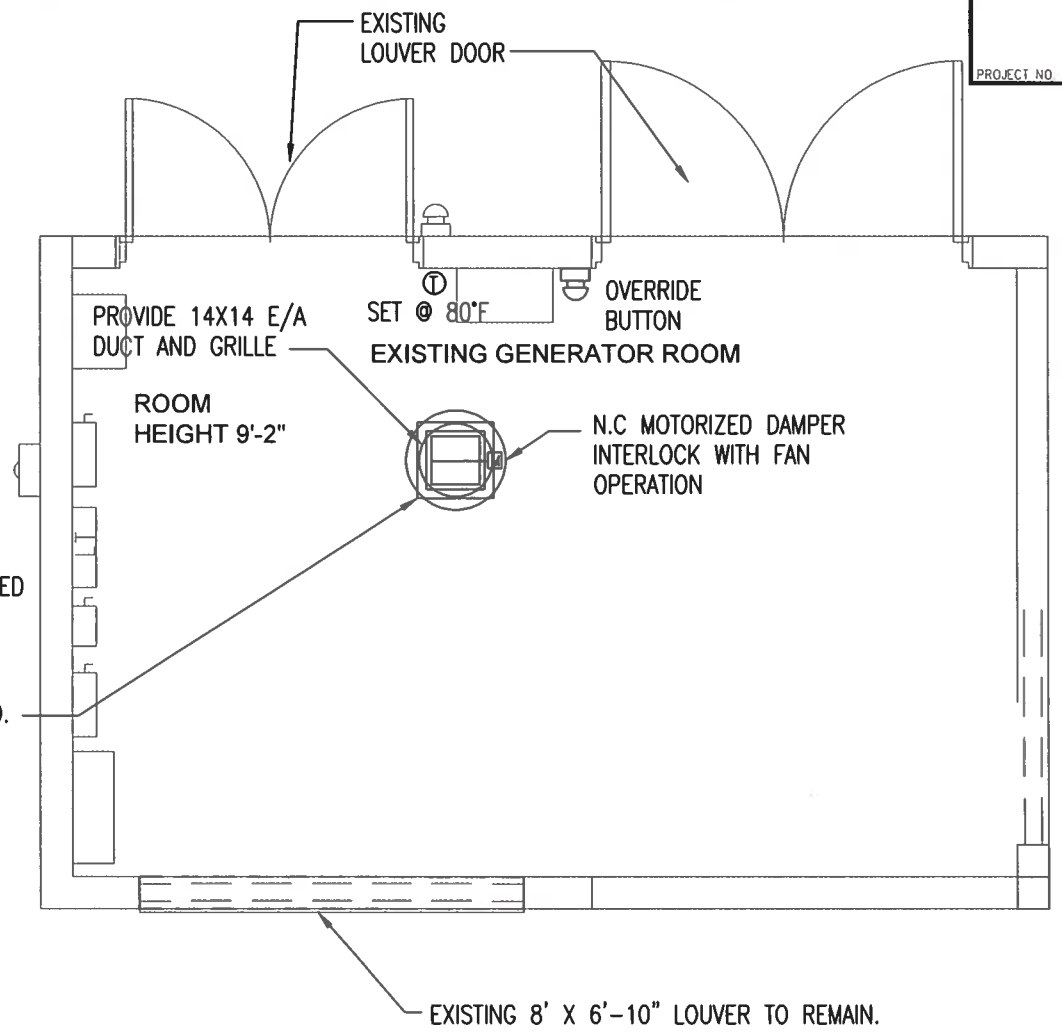 EXISTING
LOUVER DOOR
PROJECT NO.
T
SET @ 80°F
OVERRIDE
BUTTON
PROVIDE 14X14 E/A
DUCT AND GRILLE
EXISTING GENERATOR ROOM
ROOM
HEIGHT 9'-2"
N.C MOTORIZED DAMPER
INTERLOCK WITH FAN
OPERATION
ED
).
EXISTING 8' X 6'-10" LOUVER TO REMAIN.